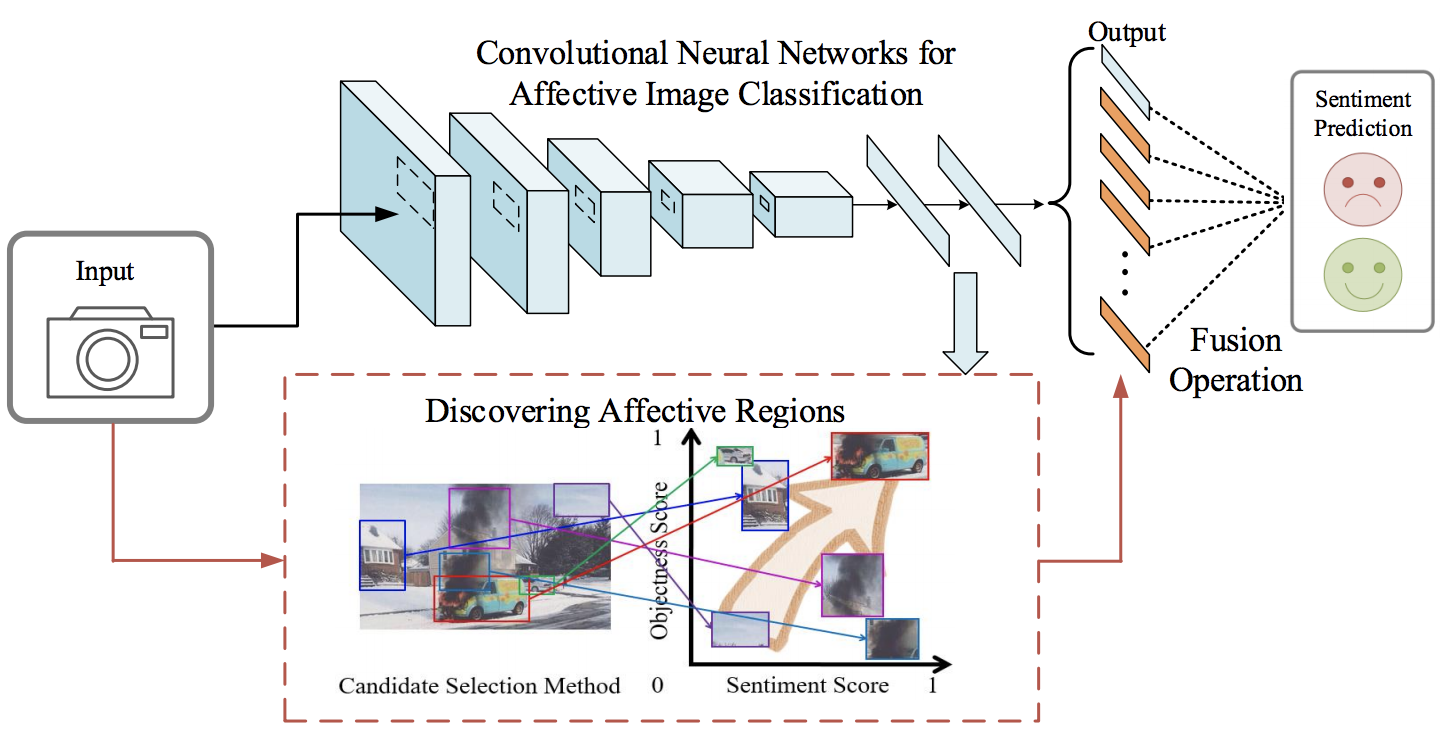 Output
Convolutional Neural Networks for
Affective Image Classification
Sentiment
Prediction
Input
Fusion
Operation
Discovering Affective Regions
1
Objectness Score
Candidate Selection Method
0
Sentiment Score
1